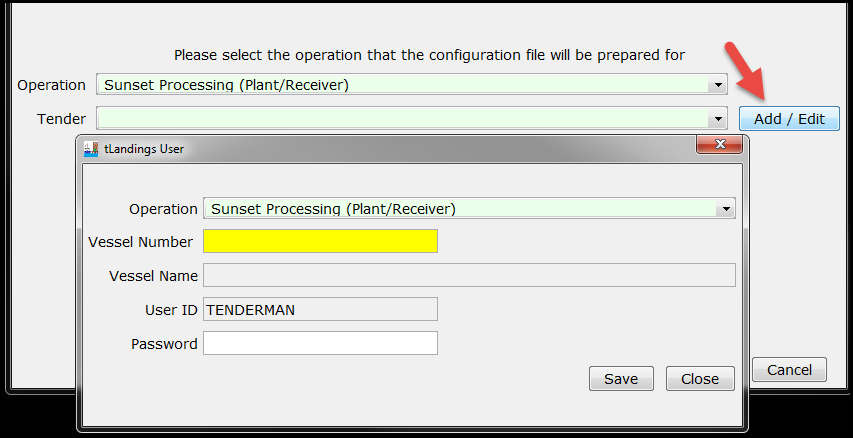 Please select the operation that the configuration file will be prepared for
Operation Sunset Processing (Plant/Receiver)
Tender Add / Edit
tLandings User
Operation Sunset Processing (Plant/Receiver)
Vessel Number
Vessel Name
User ID TENDERMAN
Password
Save Close
Cancel